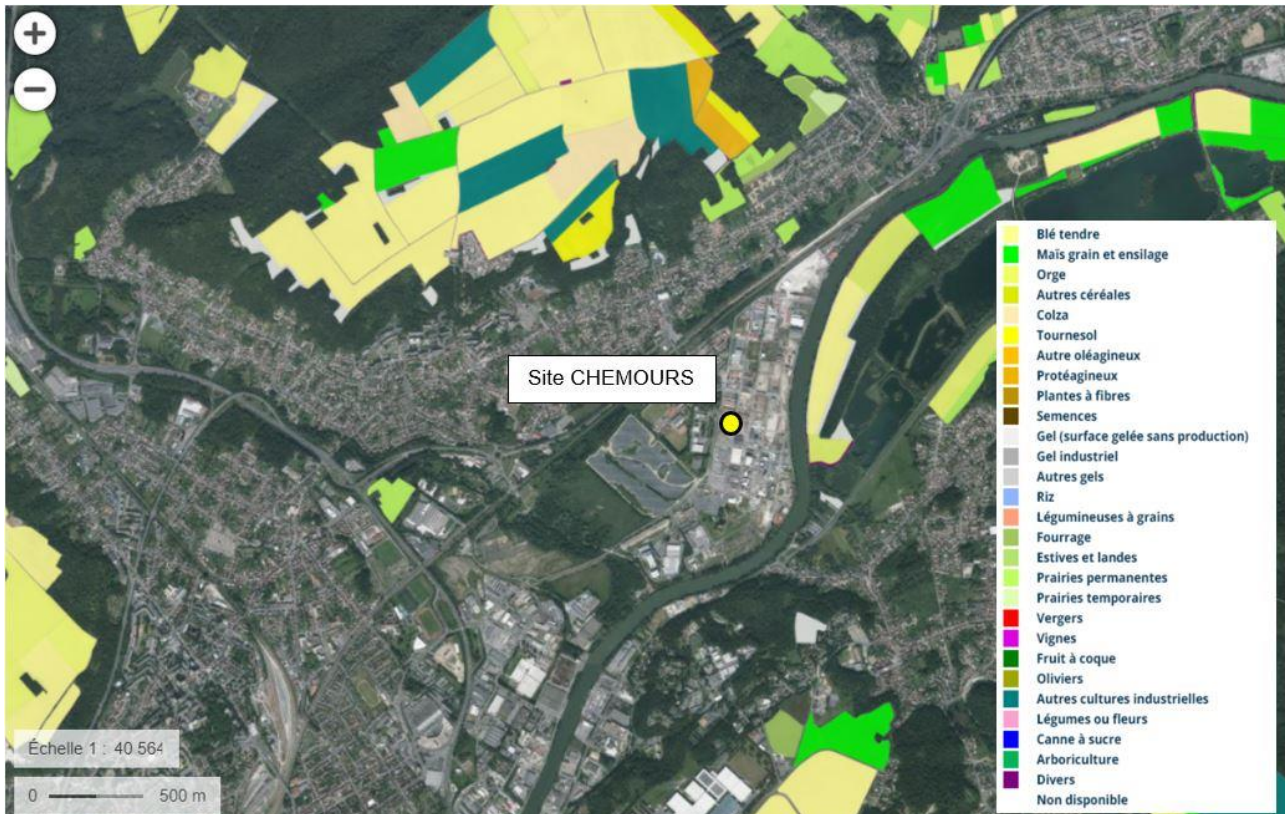 +
−
Site CHEMOURS
Blé tendre
Maïs grain et ensilage
Orge
Autres céréales
Colza
Tournesol
Autre oléagineux
Protéagineux
Plantes à fibres
Semences
Gel (surface gelée sans production)
Gel industriel
Autres gels
Riz
Légumineuses à grains
Fourrage
Estives et landes
Prairies permanentes
Prairies temporaires
Vergers
Vignes
Fruit à coque
Oliviers
Autres cultures industrielles
Légumes ou fleurs
Canne à sucre
Arboriculture
Divers
Non disponible
Échelle 1 : 40 564
0 500 m